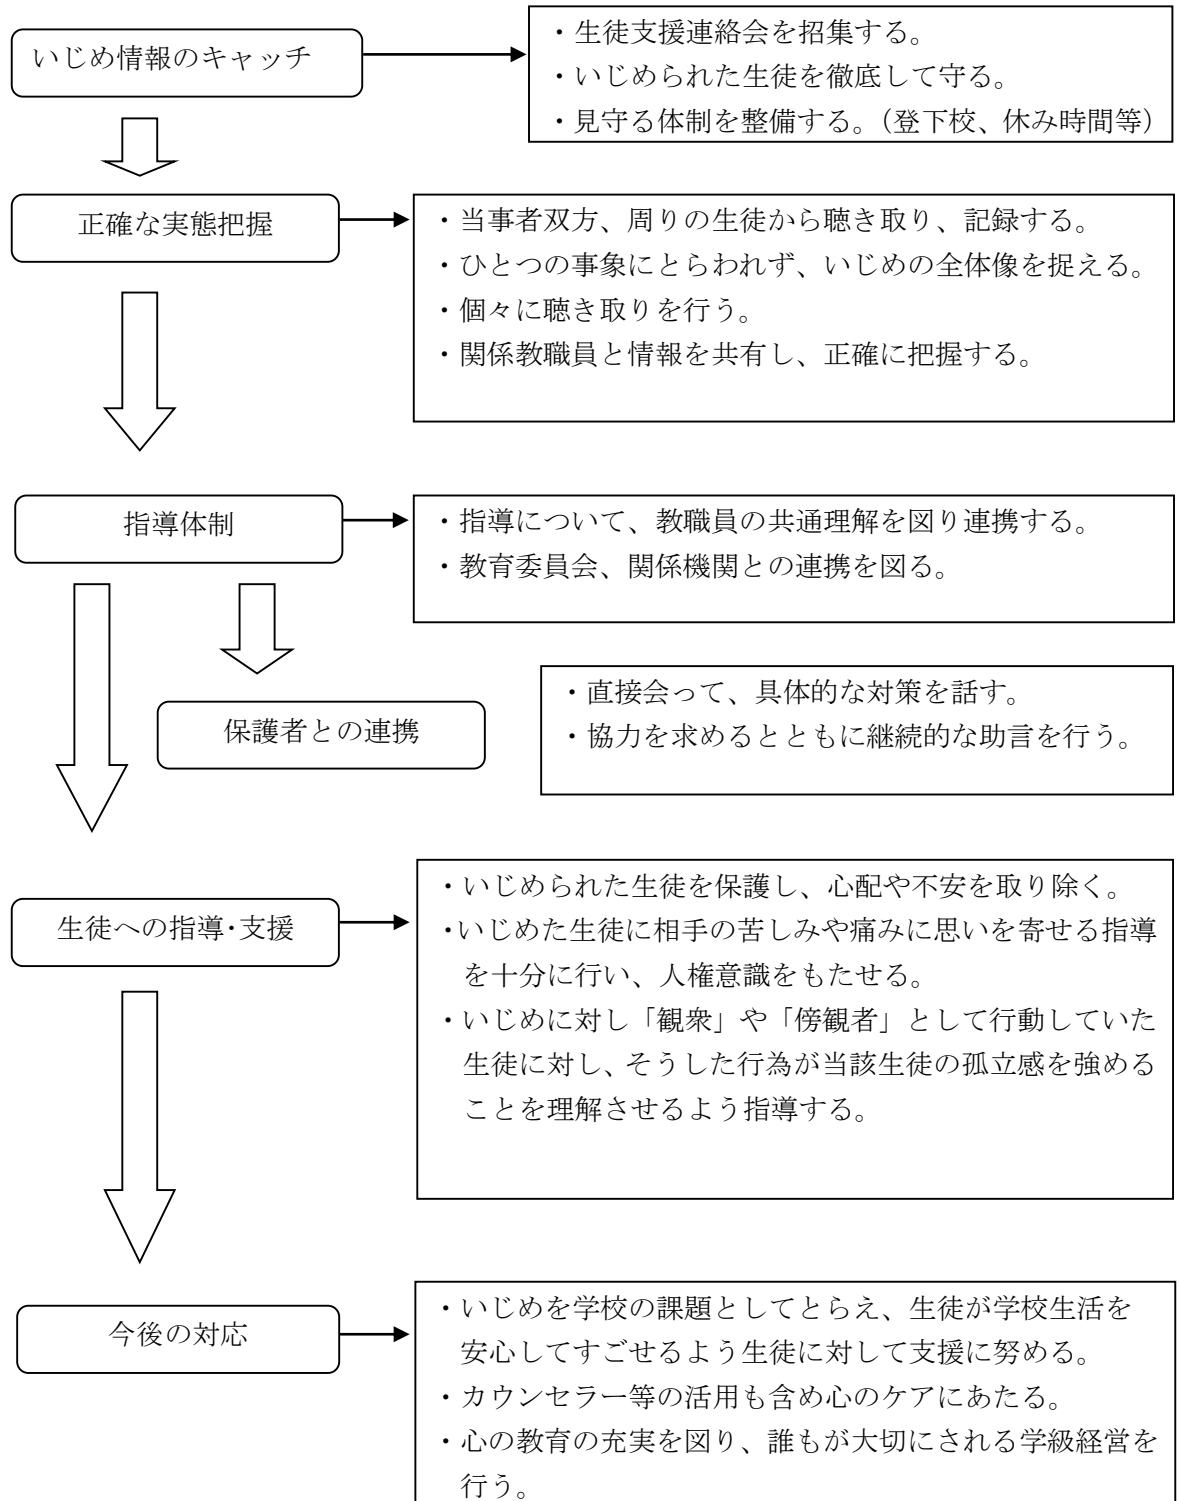 いじめ情報のキャッチ
・生徒支援連絡会を招集する。
・いじめられた生徒を徹底して守る。
・見守る体制を整備する。（登下校、休み時間等）
正確な実態把握
・当事者双方、周りの生徒から聴き取り、記録する。
・ひとつの事象にとらわれず、いじめの全体像を捉える。
・個々に聴き取りを行う。
・関係教職員と情報を共有し、正確に把握する。
指導体制
・指導について、教職員の共通理解を図り連携する。
・教育委員会、関係機関との連携を図る。
保護者との連携
・直接会って、具体的な対策を話す。
・協力を求めるとともに継続的な助言を行う。
生徒への指導・支援
・いじめられた生徒を保護し、心配や不安を取り除く。
・いじめた生徒に相手の苦しみや痛みに思いを寄せる指導
を十分に行い、人権意識をもたせる。
・いじめに対し「観衆」や「傍観者」として行動していた
生徒に対し、そうした行為が当該生徒の孤立感を強める
ことを理解させるよう指導する。
今後の対応
・いじめを学校の課題としてとらえ、生徒が学校生活を
安心してすごせるよう生徒に対して支援に努める。
・カウンセラー等の活用も含め心のケアにあたる。
・心の教育の充実を図り、誰もが大切にされる学級経営を
行う。